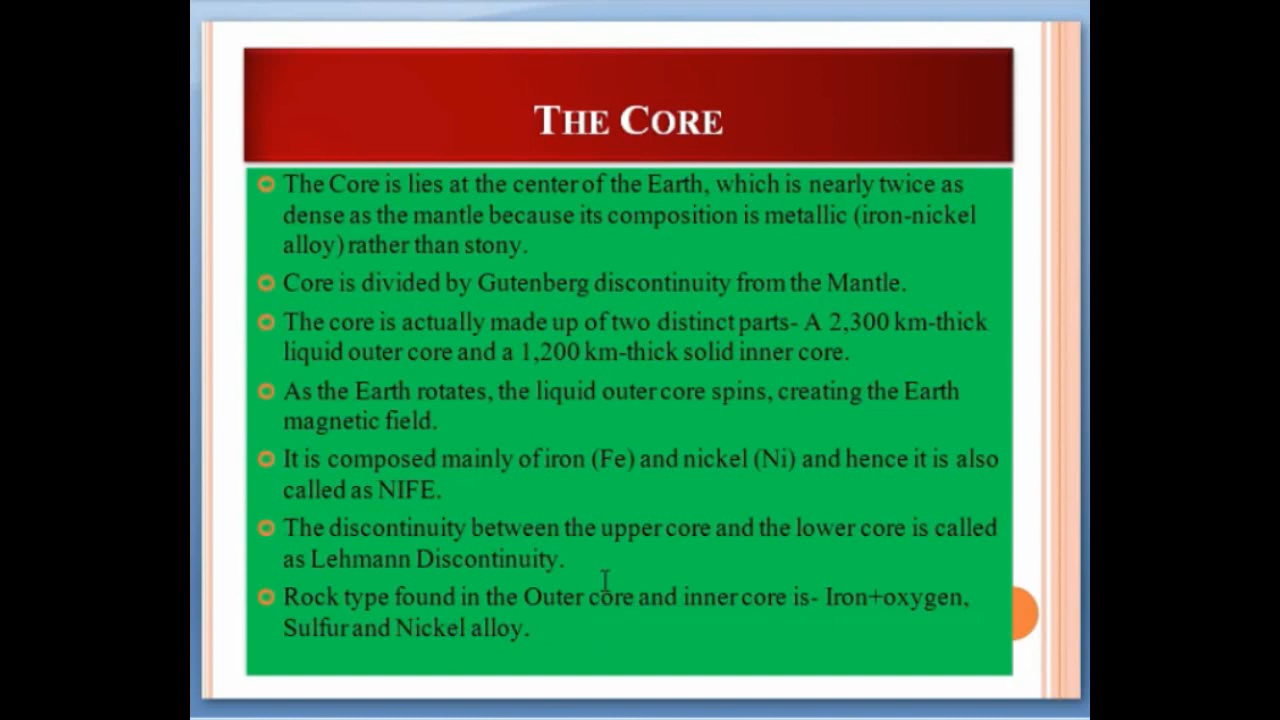 THE CORE
The Core is lies at the center of the Earth, which is nearly twice as
dense as the mantle because its composition is metallic (iron-nickel
alloy) rather than stony.
Core is divided by Gutenberg discontinuity from the Mantle.
The core is actually made up of two distinct parts- A 2,300 km-thick
liquid outer core and a 1,200 km-thick solid inner core.
As the Earth rotates, the liquid outer core spins, creating the Earth
magnetic field.
It is composed mainly of iron (Fe) and nickel (Ni) and hence it is also
called as NIFE.
The discontinuity between the upper core and the lower core is called
as Lehmann Discontinuity.
Rock type found in the Outer core and inner core is- Iron+oxygen,
Sulfur and Nickel alloy.